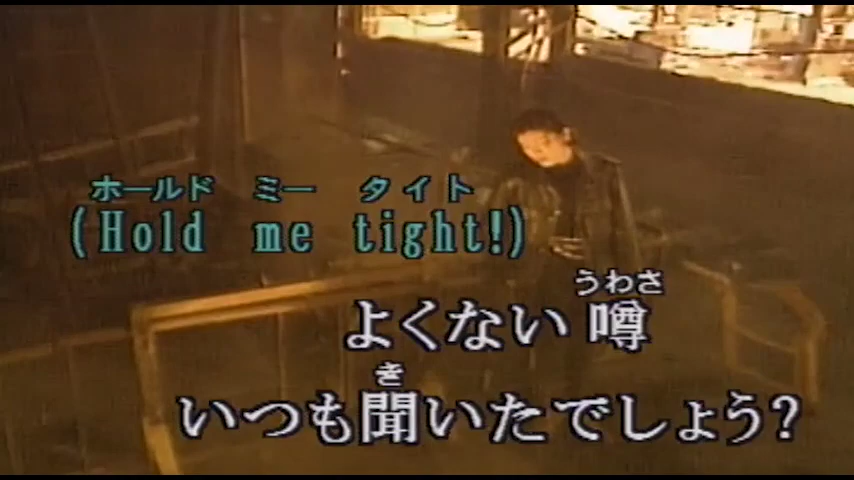 ホールド ミー タイト
(Hold me tight!)
うわさ
よくない 噂
き
いつも聞いたでしょう?